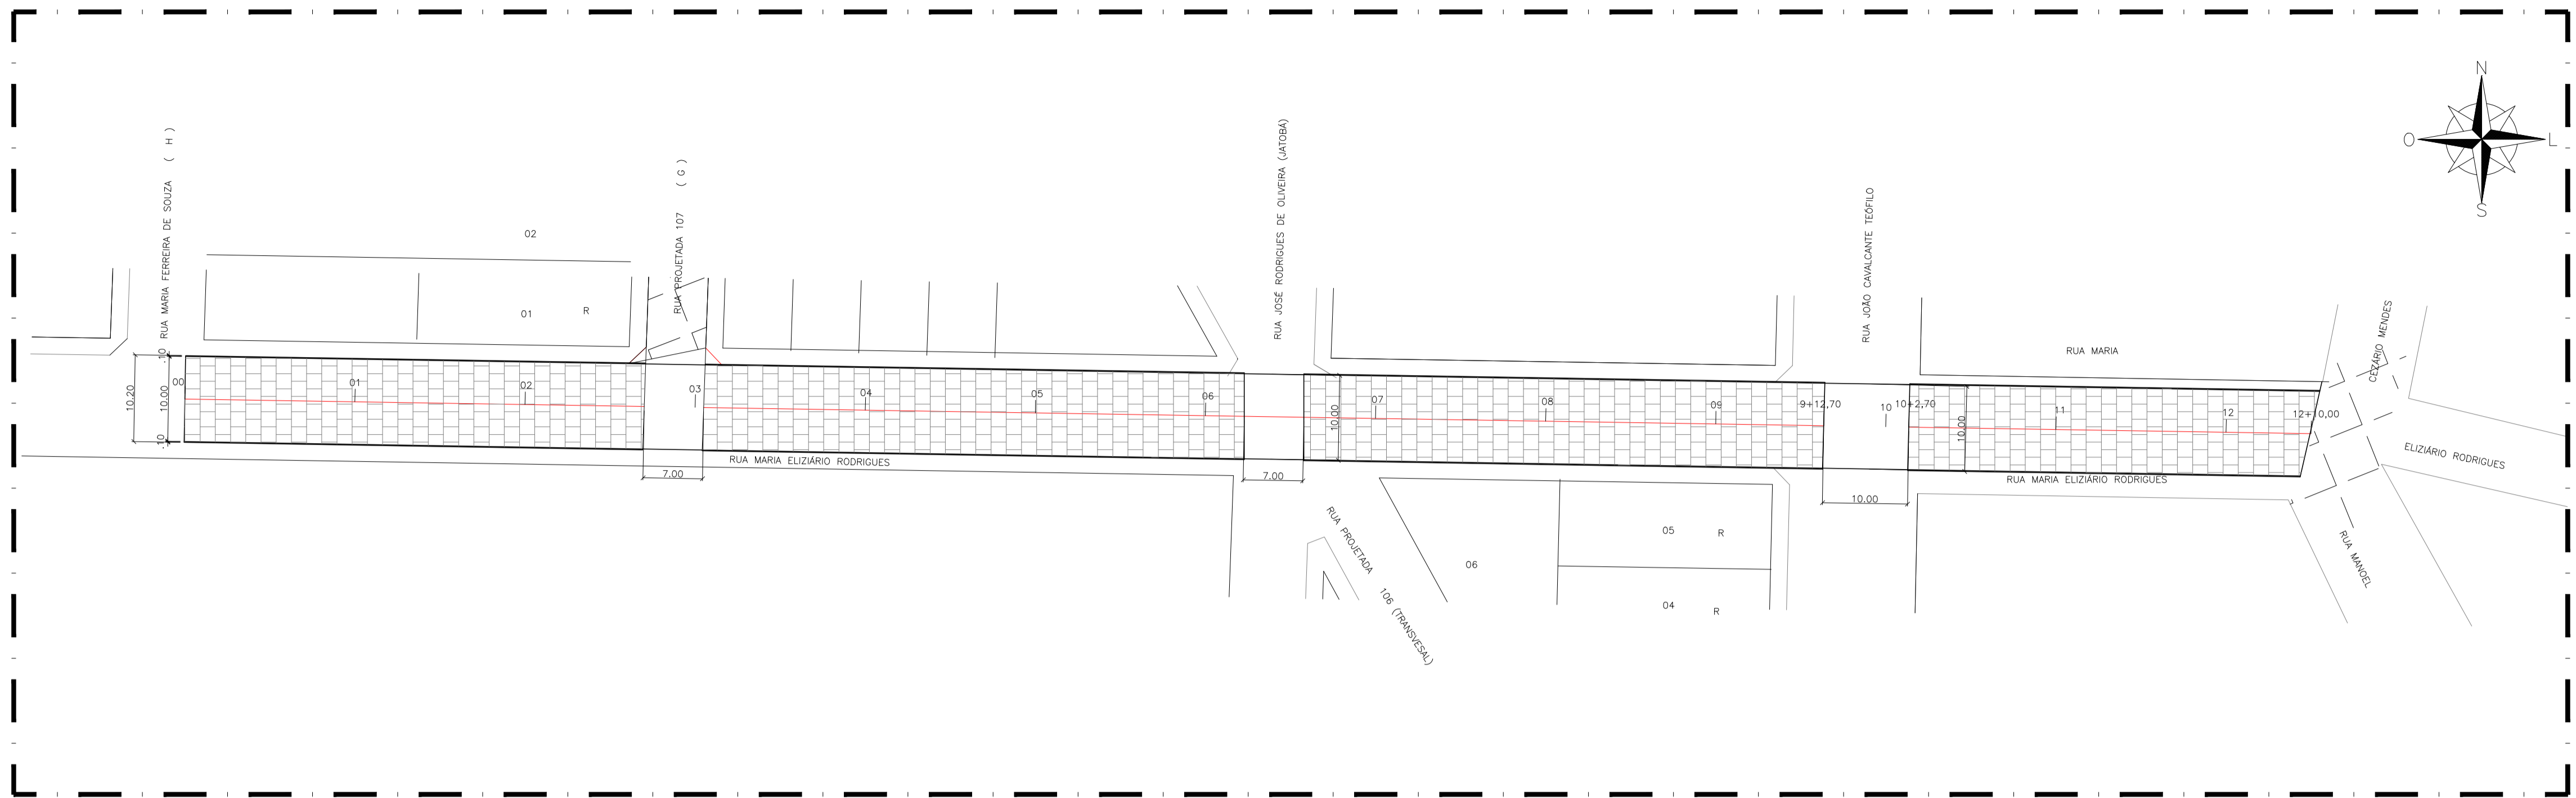 N
O
L
S
RUA MARIA FERREIRA DE SOUZA ( H )
RUA PROJETADA 107 ( G )
RUA JOSÉ RODRIGUES DE OLIVEIRA (JATOBÁ)
RUA JOÃO CAVALCANTE TEÓFILO
02
01
R
RUA MARIA
CEZÁRIO MENDES
.10
10.20
10.00
.10
00
01
02
03
04
05
06
07
08
09
9+12,70
10
10+2,70
11
12
12+10,00
10.00
10.00
ELIZIÁRIO RODRIGUES
RUA MARIA ELIZIÁRIO RODRIGUES
7.00
7.00
RUA MARIA ELIZIÁRIO RODRIGUES
10.00
RUA PROJETADA 106 (TRANSVESAL)
05
R
06
04
R
RUA MANOEL